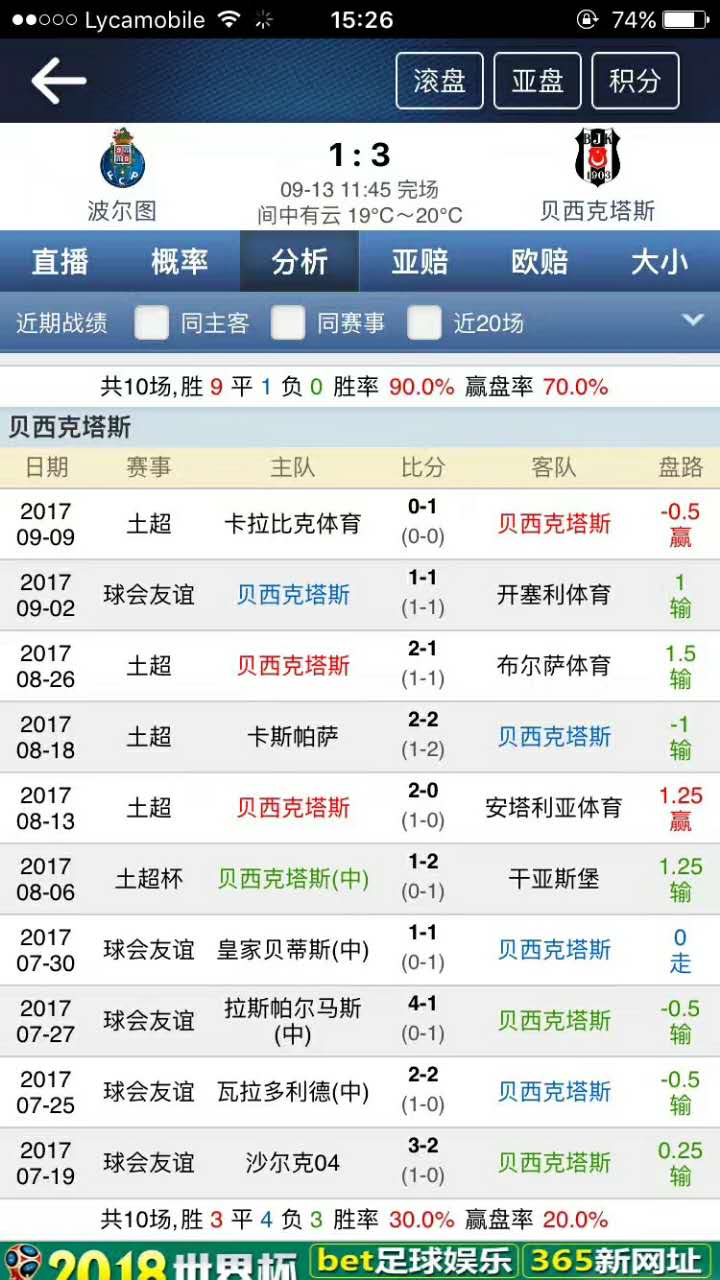 Lycamobile 15:26 74%
滚盘 亚盘 积分
1:3
09-13 11:45 完场
间中有云 19°C～20°C
波尔图 贝西克塔斯
FCP
BJK
1903
直播 概率 分析 亚赔 欧赔 大小
近期战绩 同主客 同赛事 近20场
共10场,胜 9 平 1 负 0 胜率 90.0% 赢盘率 70.0%
贝西克塔斯
日期 赛事 主队 比分 客队 盘路
2017 09-09 土超 卡拉比克体育 0-1 (0-0) 贝西克塔斯 -0.5 赢
2017 09-02 球会友谊 贝西克塔斯 1-1 (1-1) 开塞利体育 1 输
2017 08-26 土超 贝西克塔斯 2-1 (1-1) 布尔萨体育 1.5 输
2017 08-18 土超 卡斯帕萨 2-2 (1-2) 贝西克塔斯 -1 输
2017 08-13 土超 贝西克塔斯 2-0 (1-0) 安塔利亚体育 1.25 赢
2017 08-06 土超杯 贝西克塔斯(中) 1-2 (0-1) 干亚斯堡 1.25 输
2017 07-30 球会友谊 皇家贝蒂斯(中) 1-1 (0-1) 贝西克塔斯 0 走
2017 07-27 球会友谊 拉斯帕尔马斯(中) 4-1 (0-1) 贝西克塔斯 -0.5 输
2017 07-25 球会友谊 瓦拉多利德(中) 2-2 (1-0) 贝西克塔斯 -0.5 输
2017 07-19 球会友谊 沙尔克04 3-2 (1-0) 贝西克塔斯 0.25 输
共10场,胜 3 平 4 负 3 胜率 30.0% 赢盘率 20.0%
2018世界杯 bet足球娱乐 365新网址